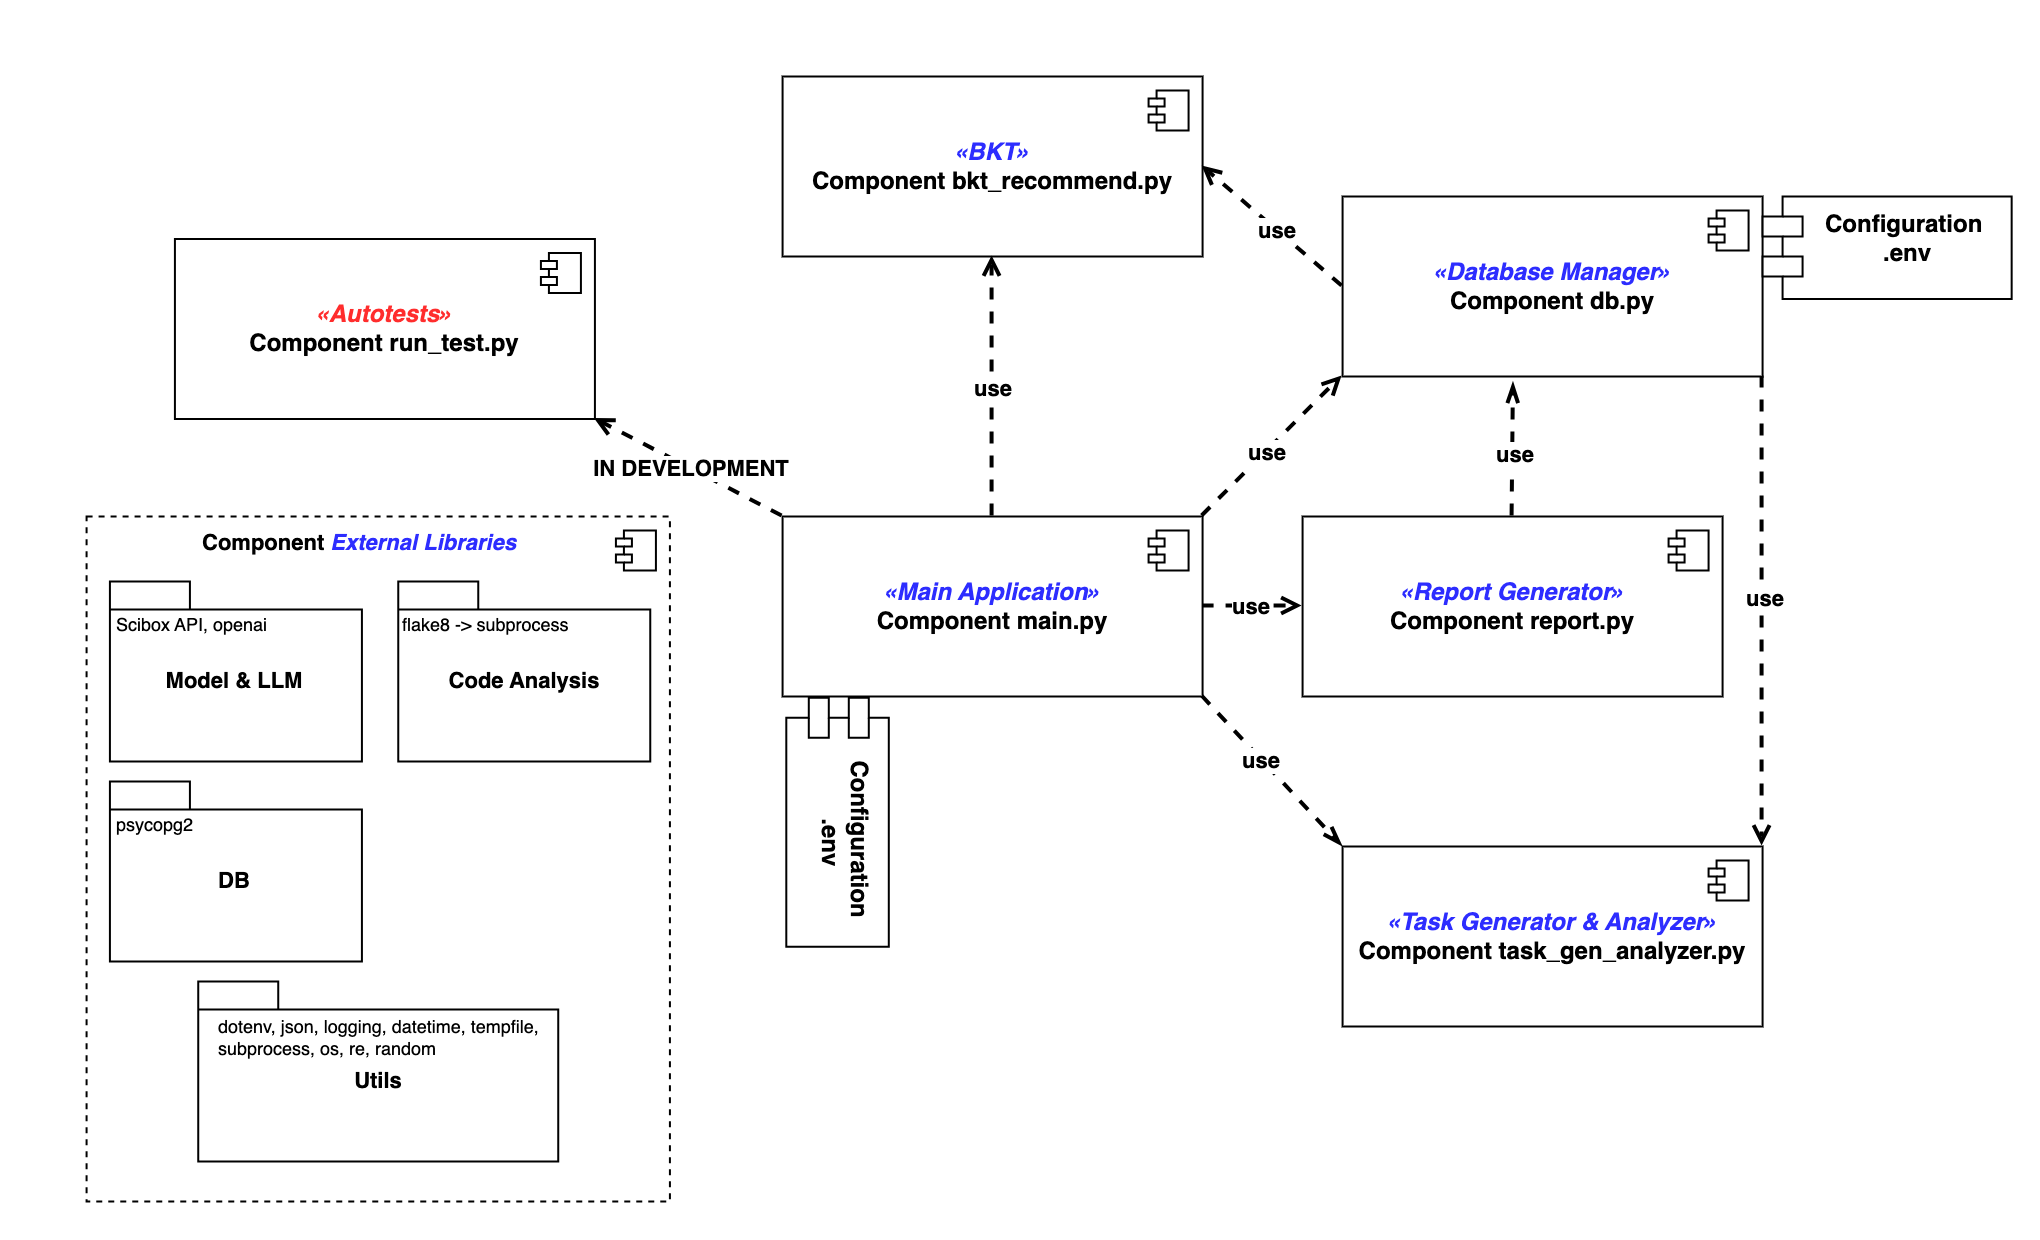 «BKT»
Component bkt_recommend.py
use
«Database Manager»
Component db.py
Configuration
.env
«Autotests»
Component run_test.py
use
use
use
IN DEVELOPMENT
Component External Libraries
Scibox API, openai
Model & LLM
flake8 -> subprocess
Code Analysis
psycopg2
DB
dotenv, json, logging, datetime, tempfile,
subprocess, os, re, random
Utils
«Main Application»
Component main.py
use
«Report Generator»
Component report.py
use
Configuration
.env
use
«Task Generator & Analyzer»
Component task_gen_analyzer.py